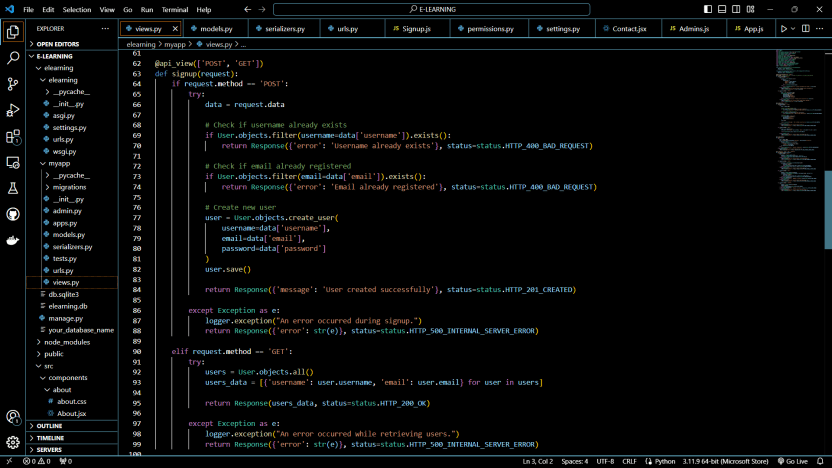 File Edit Selection View Go Run Terminal Help
E-LEARNING
EXPLORER
views.py
models.py
serializers.py
urls.py
Signup.js
permissions.py
settings.py
Contact.jsx
Admins.js
App.js
OPEN EDITORS
elearning > myapp > views.py > ...
E-LEARNING
elearning
elearning
__pycache__
__init__.py
asgi.py
settings.py
urls.py
wsgi.py
myapp
__pycache__
migrations
__init__.py
admin.py
apps.py
models.py
serializers.py
tests.py
urls.py
views.py
db.sqlite3
elearning.db
manage.py
your_database_name
node_modules
public
src
components
about
about.css
About.jsx
OUTLINE
TIMELINE
SERVERS
61
62 @api_view(['POST', 'GET'])
63 def signup(request):
64 if request.method == 'POST':
65 try:
66 data = request.data
67
68 # Check if username already exists
69 if User.objects.filter(username=data['username']).exists():
70 return Response({'error': 'Username already exists'}, status=status.HTTP_400_BAD_REQUEST)
71
72 # Check if email already registered
73 if User.objects.filter(email=data['email']).exists():
74 return Response({'error': 'Email already registered'}, status=status.HTTP_400_BAD_REQUEST)
75
76 # Create new user
77 user = User.objects.create_user(
78 username=data['username'],
79 email=data['email'],
80 password=data['password']
81 )
82 user.save()
83
84 return Response({'message': 'User created successfully'}, status=status.HTTP_201_CREATED)
85
86 except Exception as e:
87 logger.exception("An error occurred during signup.")
88 return Response({'error': str(e)}, status=status.HTTP_500_INTERNAL_SERVER_ERROR)
89
90 elif request.method == 'GET':
91 try:
92 users = User.objects.all()
93 users_data = [{'username': user.username, 'email': user.email} for user in users]
94
95 return Response(users_data, status=status.HTTP_200_OK)
96
97 except Exception as e:
98 logger.exception("An error occurred while retrieving users.")
99 return Response({'error': str(e)}, status=status.HTTP_500_INTERNAL_SERVER_ERROR)
100
0 0 0
Ln 3, Col 2 Spaces: 4 UTF-8 CRLF Python 3.11.9 64-bit (Microsoft Store) Go Live